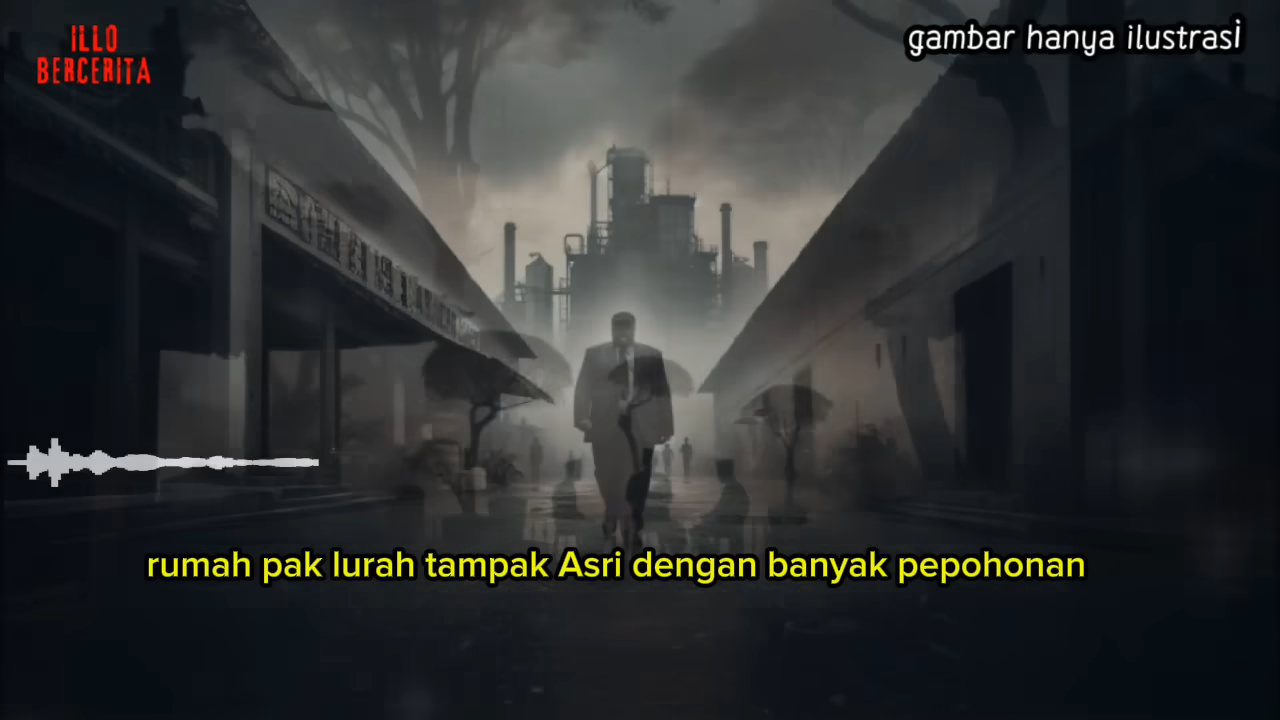 ILLO
BERCERITA
gambar hanya ilustrasi
rumah pak lurah tampak Asri dengan banyak pepohonan